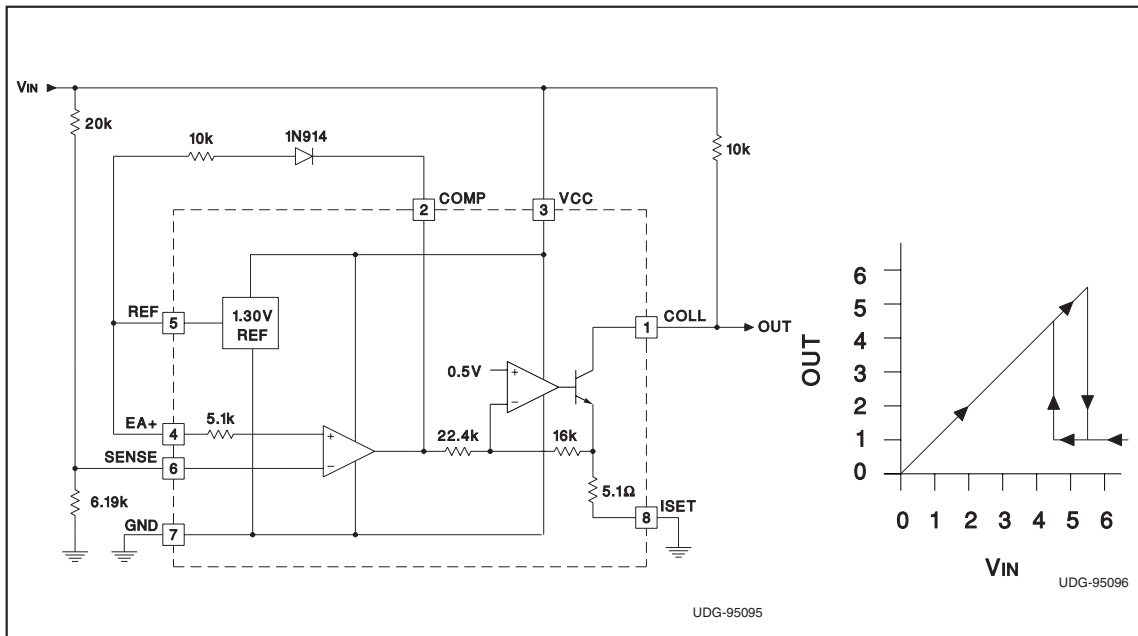 VIN
20k
10k
1N914
10k
2
COMP
3
VCC
REF
5
1.30V
REF
1
COLL
OUT
0.5V
+
−
EA+
4
5.1k
+
−
22.4k
16k
SENSE
6
5.1Ω
6.19k
GND
7
ISET
8
UDG-95095
OUT
6
5
4
3
2
1
0
0 1 2 3 4 5 6
VIN
UDG-95096